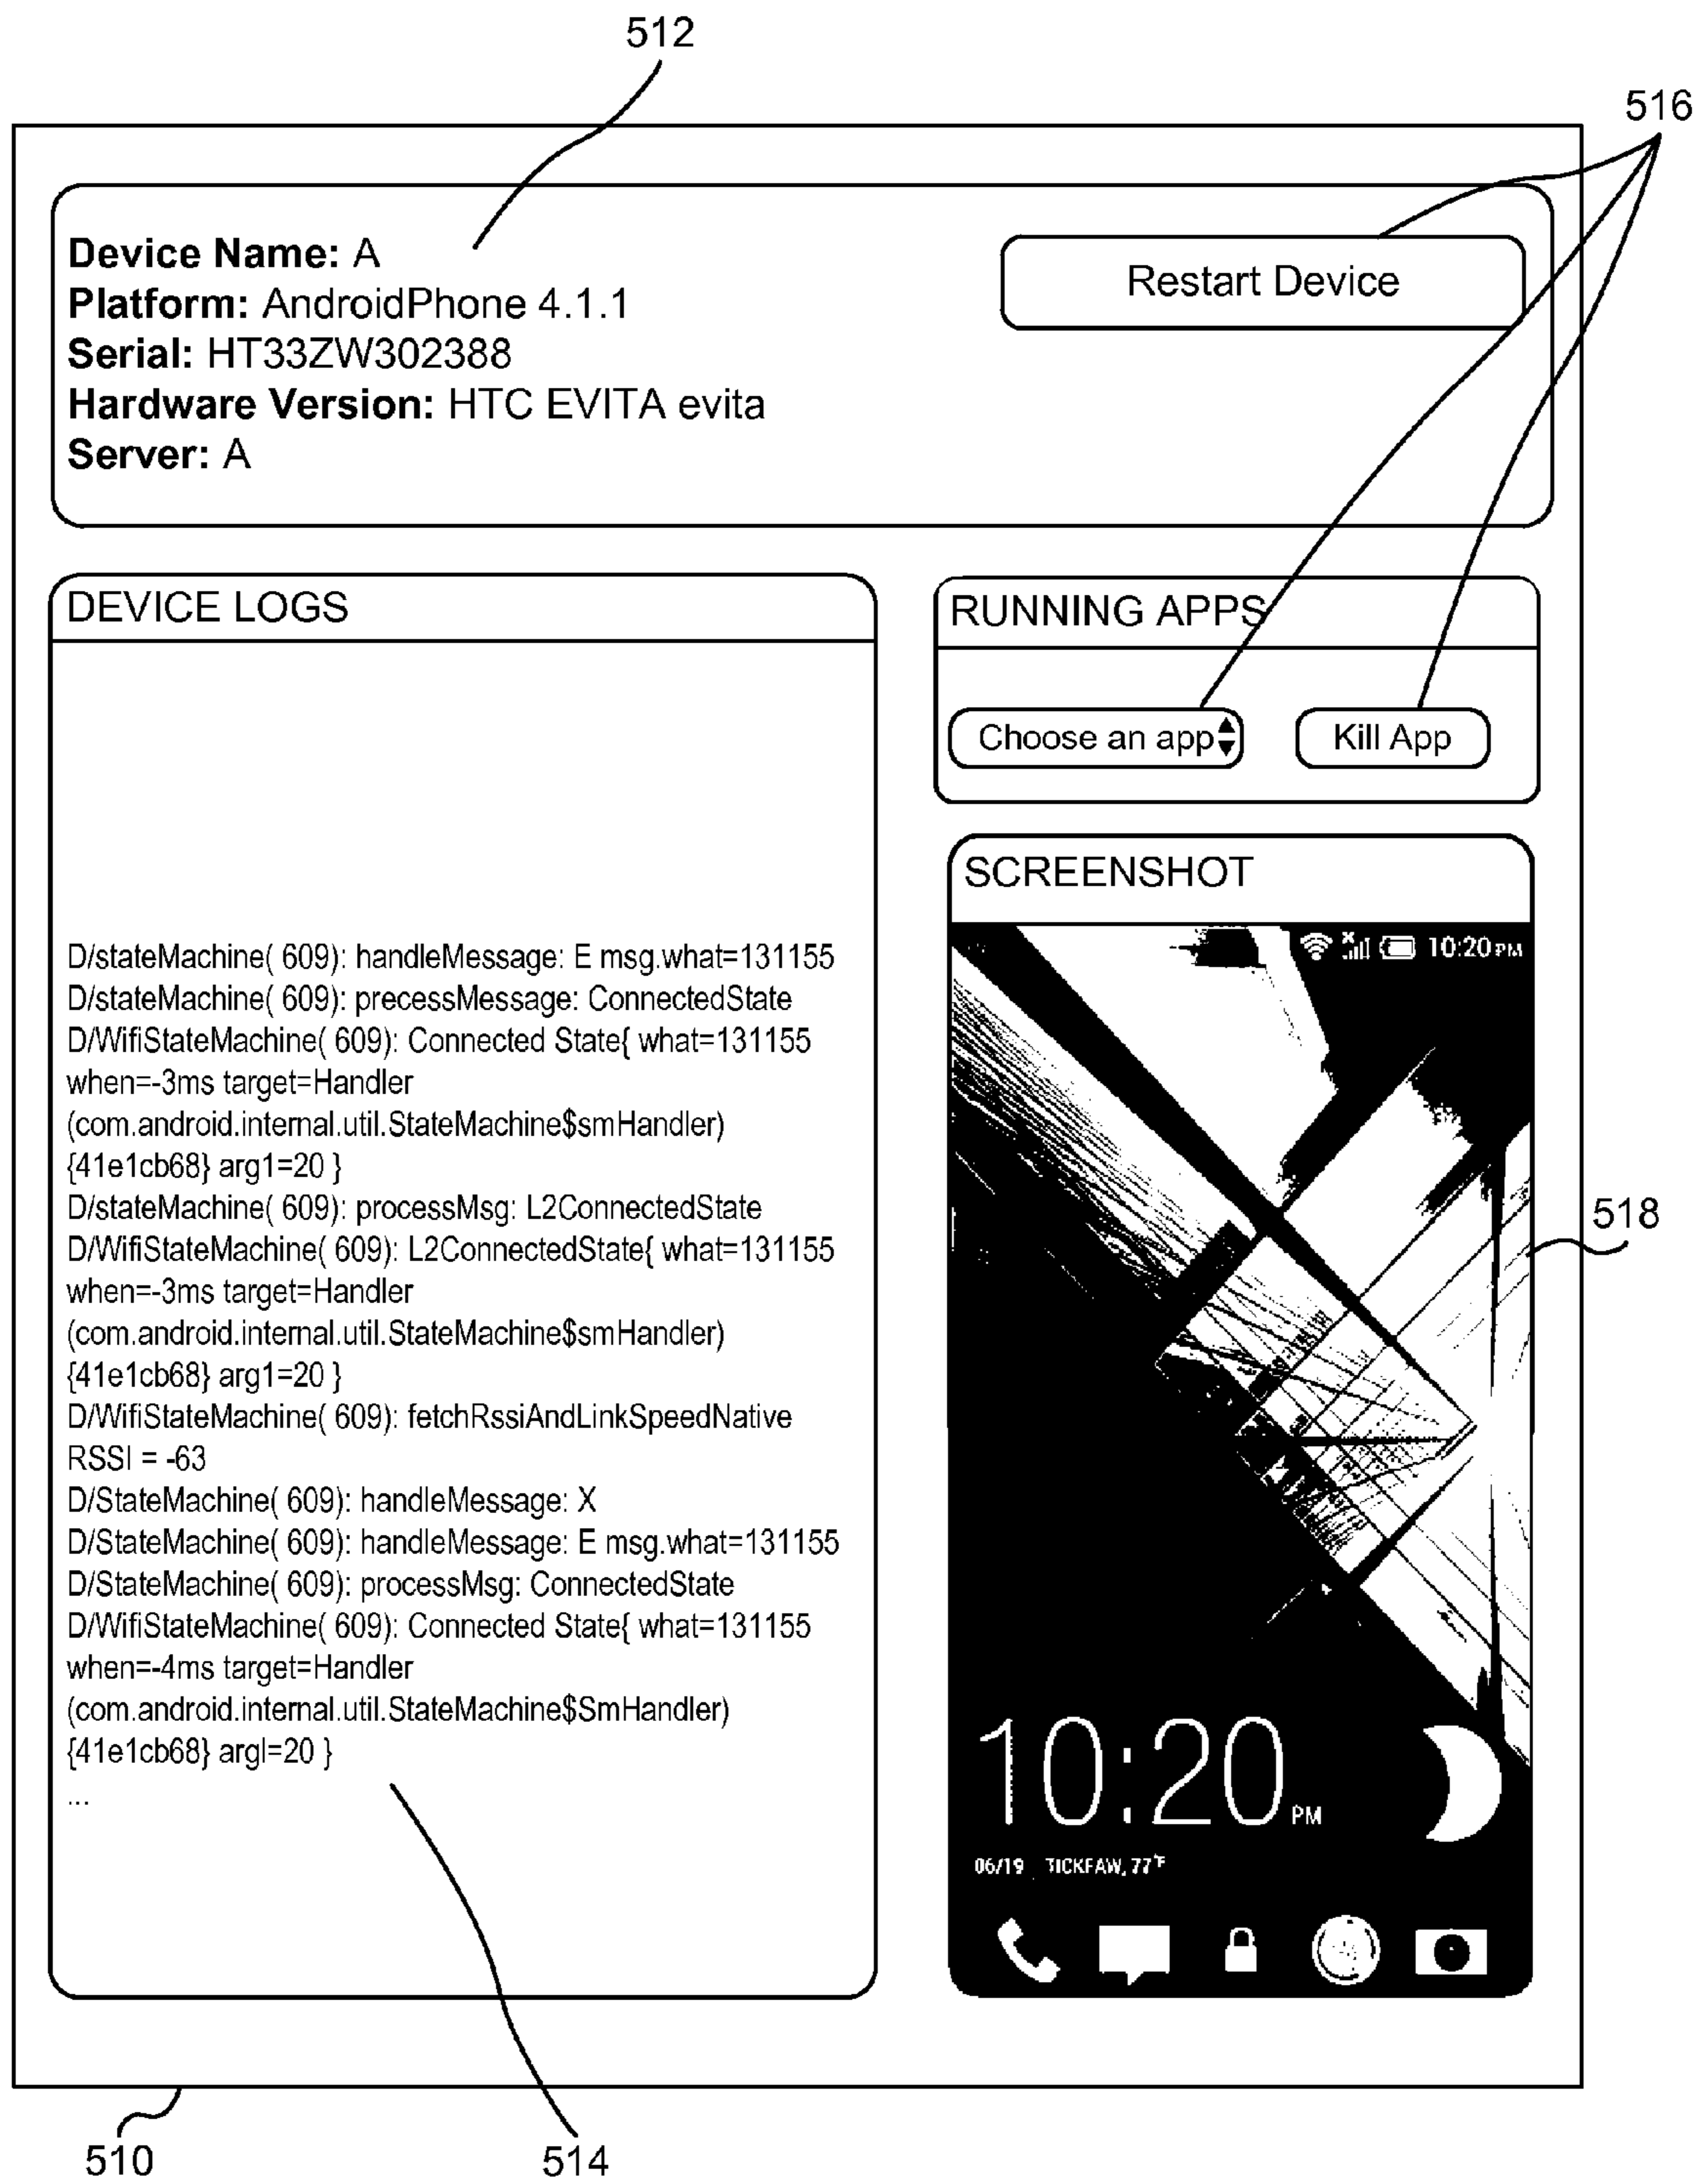 512
516
Device Name: A
Platform: AndroidPhone 4.1.1
Serial: HT33ZW302388
Hardware Version: HTC EVITA evita
Server: A
Restart Device
DEVICE LOGS
D/stateMachine( 609): handleMessage: E msg.what=131155
D/stateMachine( 609): precessMessage: ConnectedState
D/WifiStateMachine( 609): Connected State{ what=131155
when=-3ms target=Handler
(com.android.internal.util.StateMachine$smHandler)
{41e1cb68} arg1=20 }
D/stateMachine( 609): processMsg: L2ConnectedState
D/WifiStateMachine( 609): L2ConnectedState{ what=131155
when=-3ms target=Handler
(com.android.internal.util.StateMachine$smHandler)
{41e1cb68} arg1=20 }
D/WifiStateMachine( 609): fetchRssiAndLinkSpeedNative
RSSI = -63
D/StateMachine( 609): handleMessage: X
D/StateMachine( 609): handleMessage: E msg.what=131155
D/StateMachine( 609): processMsg: ConnectedState
D/WifiStateMachine( 609): Connected State{ what=131155
when=-4ms target=Handler
(com.android.internal.util.StateMachine$SmHandler)
{41e1cb68} argl=20 }
...
RUNNING APPS
Choose an app
Kill App
SCREENSHOT
10:20 PM
10:20 PM
06/19 TICKFAW, 77°F
518
510
514